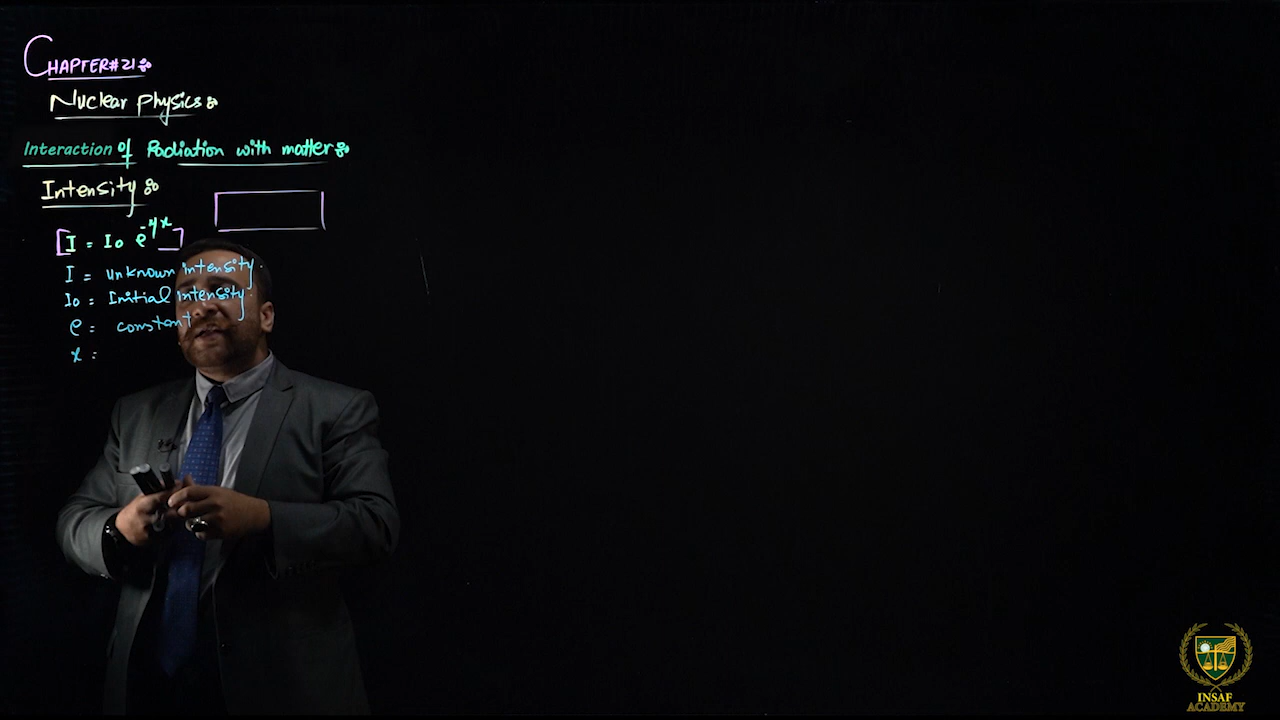 CHAPTER#21:
Nuclear Physics:
Interaction of Radiation with matter:
Intensity:
[I = Io e^-μx]
I = unknown intensity.
Io = Initial intensity.
e = constant
x =
INSAF
ACADEMY